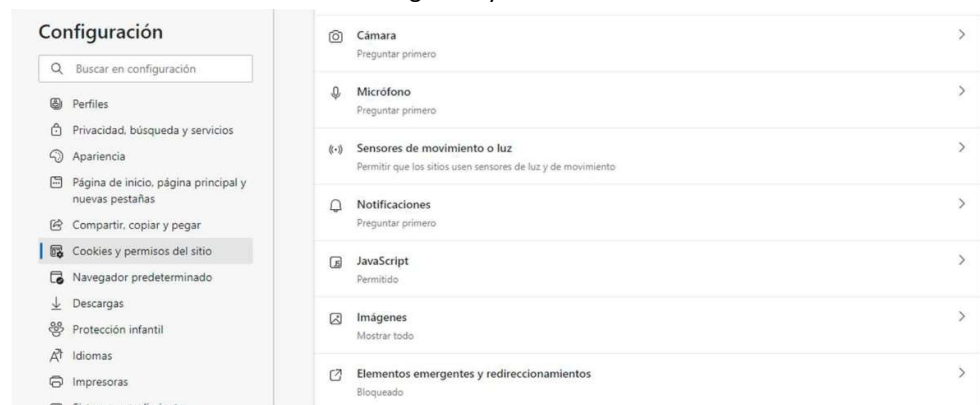 Configuración
Buscar en configuración
Perfiles
Privacidad, búsqueda y servicios
Apariencia
Página de inicio, página principal y
nuevas pestañas
Compartir, copiar y pegar
Cookies y permisos del sitio
Navegador predeterminado
Descargas
Protección infantil
Idiomas
Impresoras
Cámara
Preguntar primero
Micrófono
Preguntar primero
Sensores de movimiento o luz
Permitir que los sitios usen sensores de luz y de movimiento
Notificaciones
Preguntar primero
JavaScript
Permitido
Imágenes
Mostrar todo
Elementos emergentes y redireccionamientos
Bloqueado